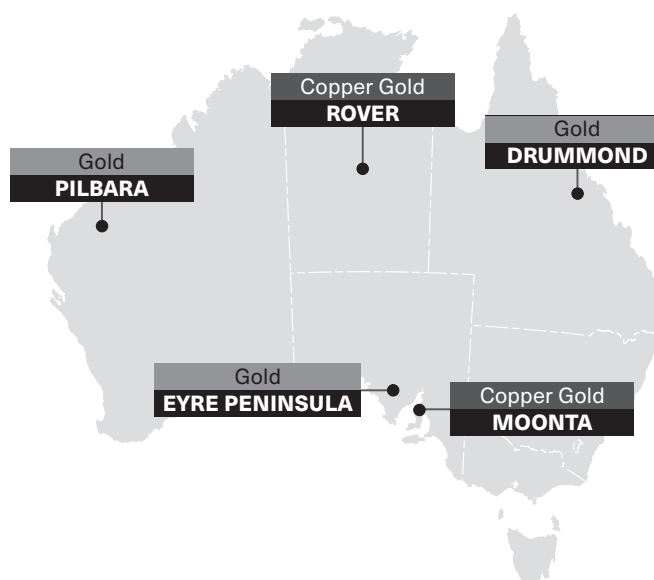 Copper Gold
ROVER
Gold
DRUMMOND
Gold
PILBARA
Gold
EYRE PENINSULA
Copper Gold
MOONTA